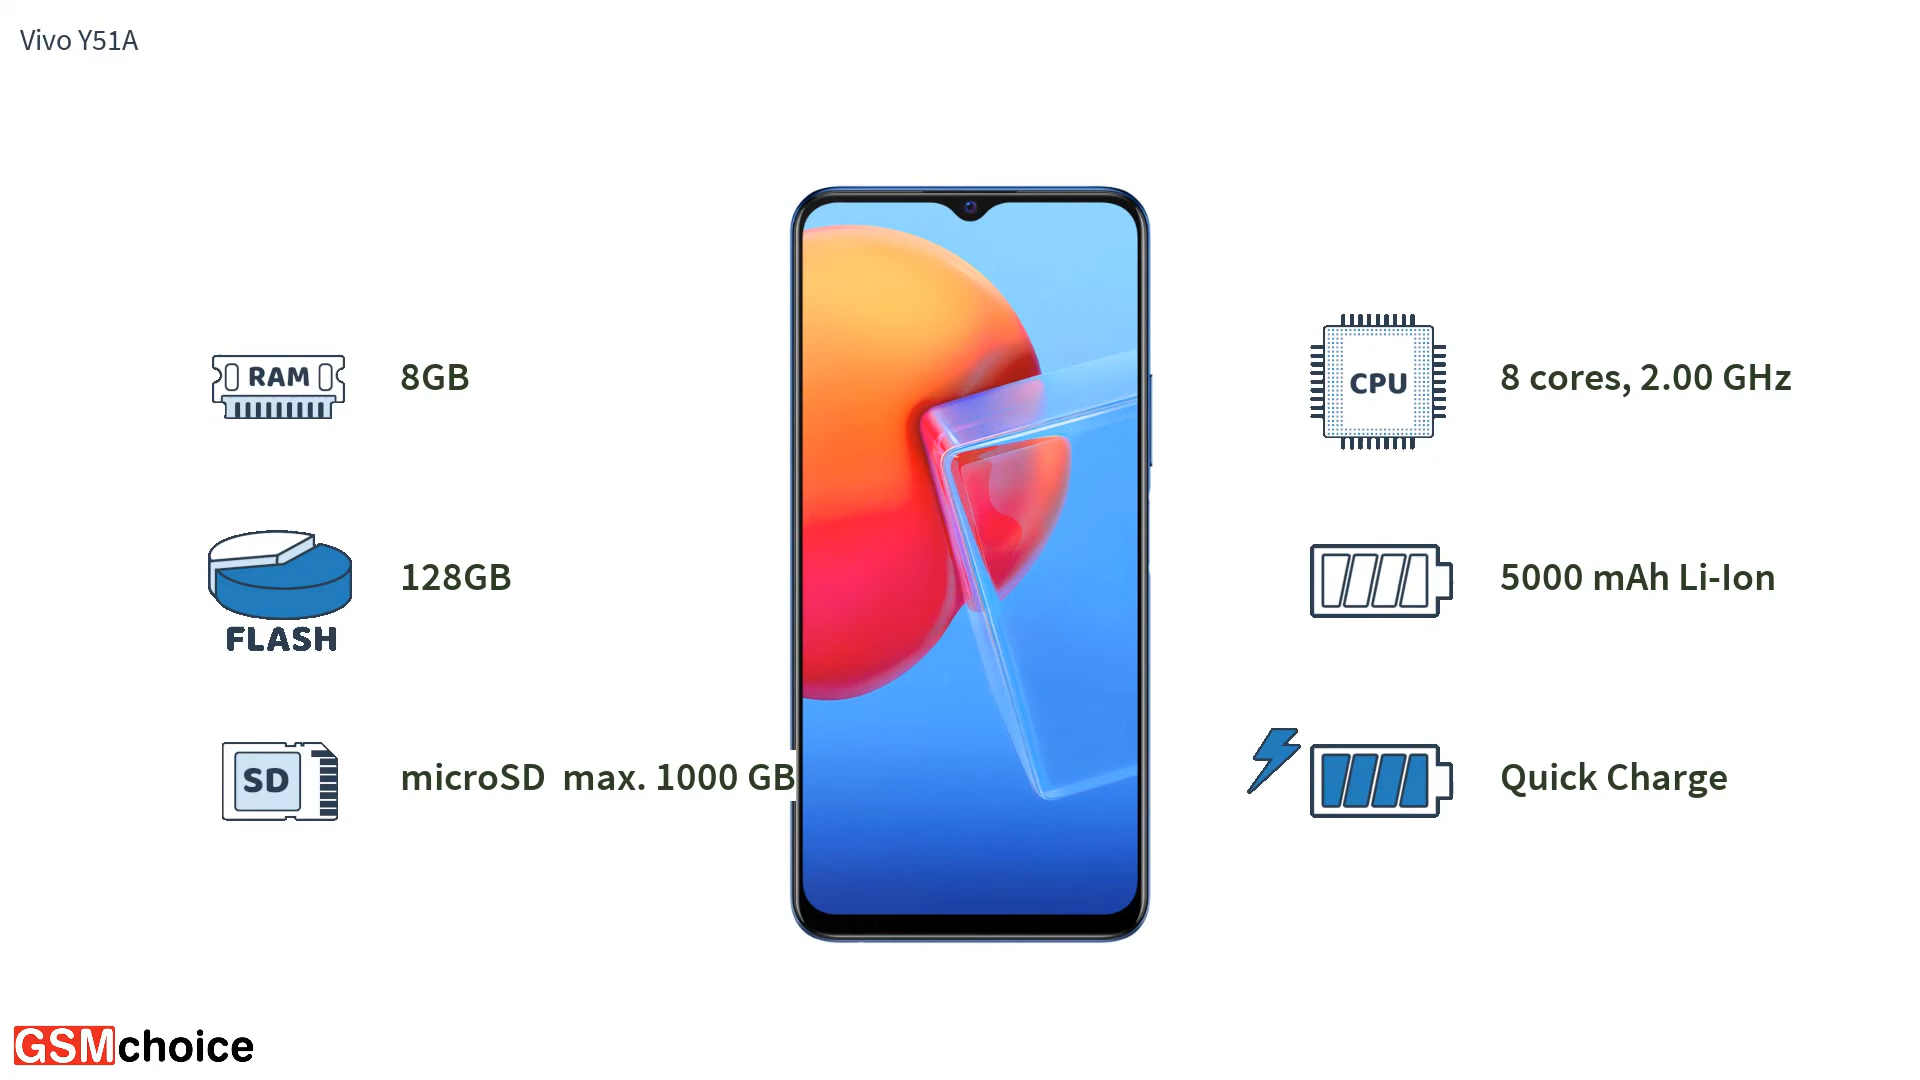 Vivo Y51A
RAM
8GB
FLASH
128GB
SD
microSD  max. 1000 GB
CPU
8 cores, 2.00 GHz
5000 mAh Li-Ion
Quick Charge
GSMchoice